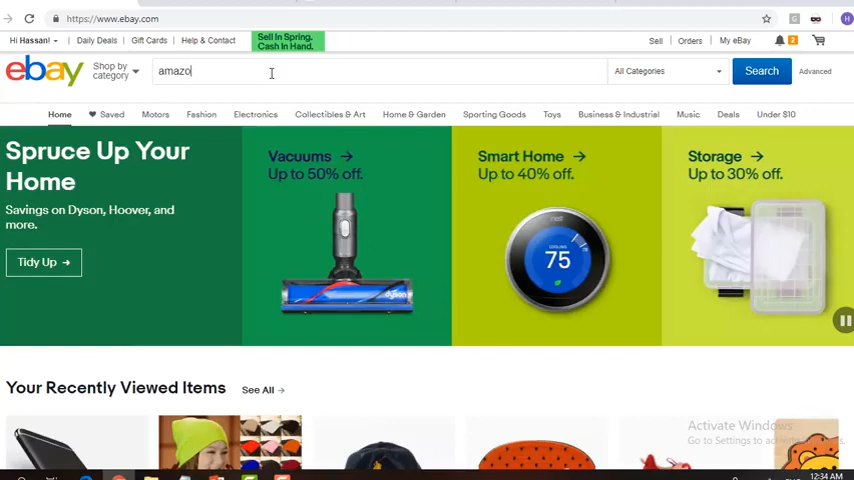 https://www.ebay.com
Hi Hassan! Daily Deals Gift Cards Help & Contact
Sell In Spring.
Cash In Hand.
Sell Orders My eBay 2
ebay
Shop by
category
amazo
All Categories
Search
Advanced
Home Saved Motors Fashion Electronics Collectibles & Art Home & Garden Sporting Goods Toys Business & Industrial Music Deals Under $10
Spruce Up Your
Home
Savings on Dyson, Hoover, and
more.
Tidy Up →
Vacuums →
Up to 50% off.
dyson
Smart Home →
Up to 40% off.
nest
COOLING
75
Storage →
Up to 30% off.
Your Recently Viewed Items See All →
Activate Windows
Go to Settings to activate
12:34 AM